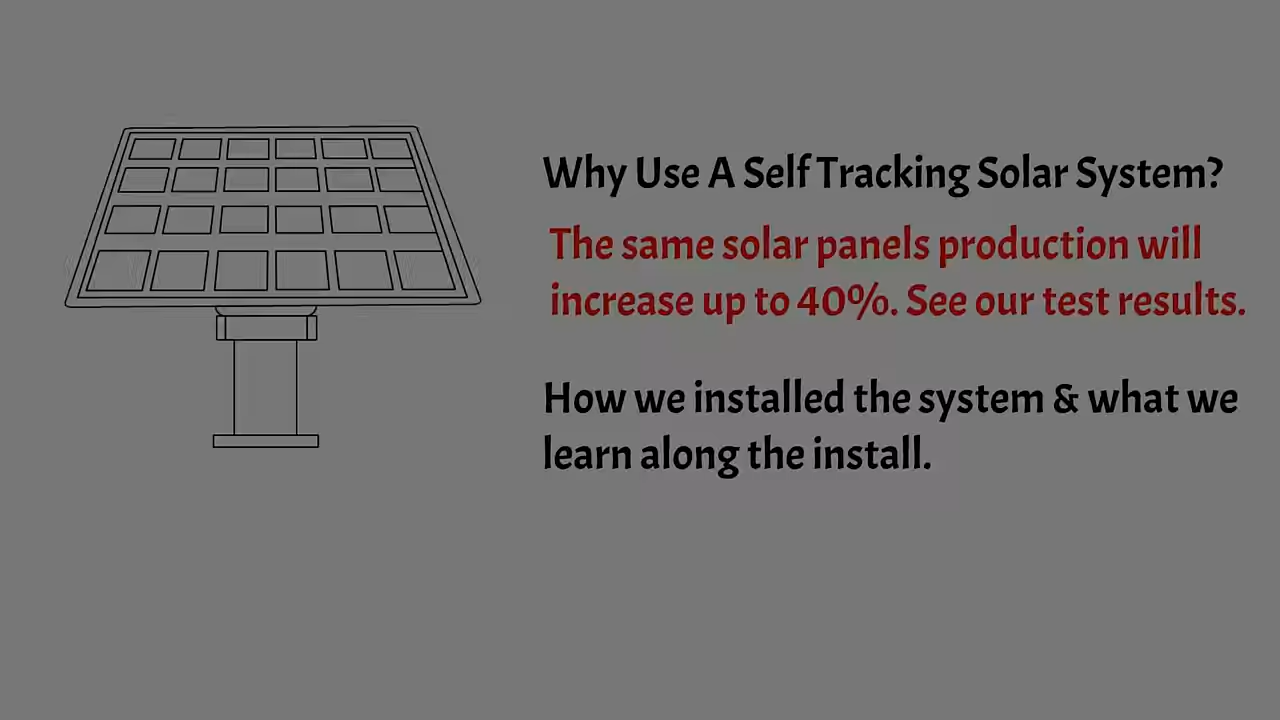 Why Use A Self Tracking Solar System?
The same solar panels production will
increase up to 40%. See our test results.
How we installed the system & what we
learn along the install.